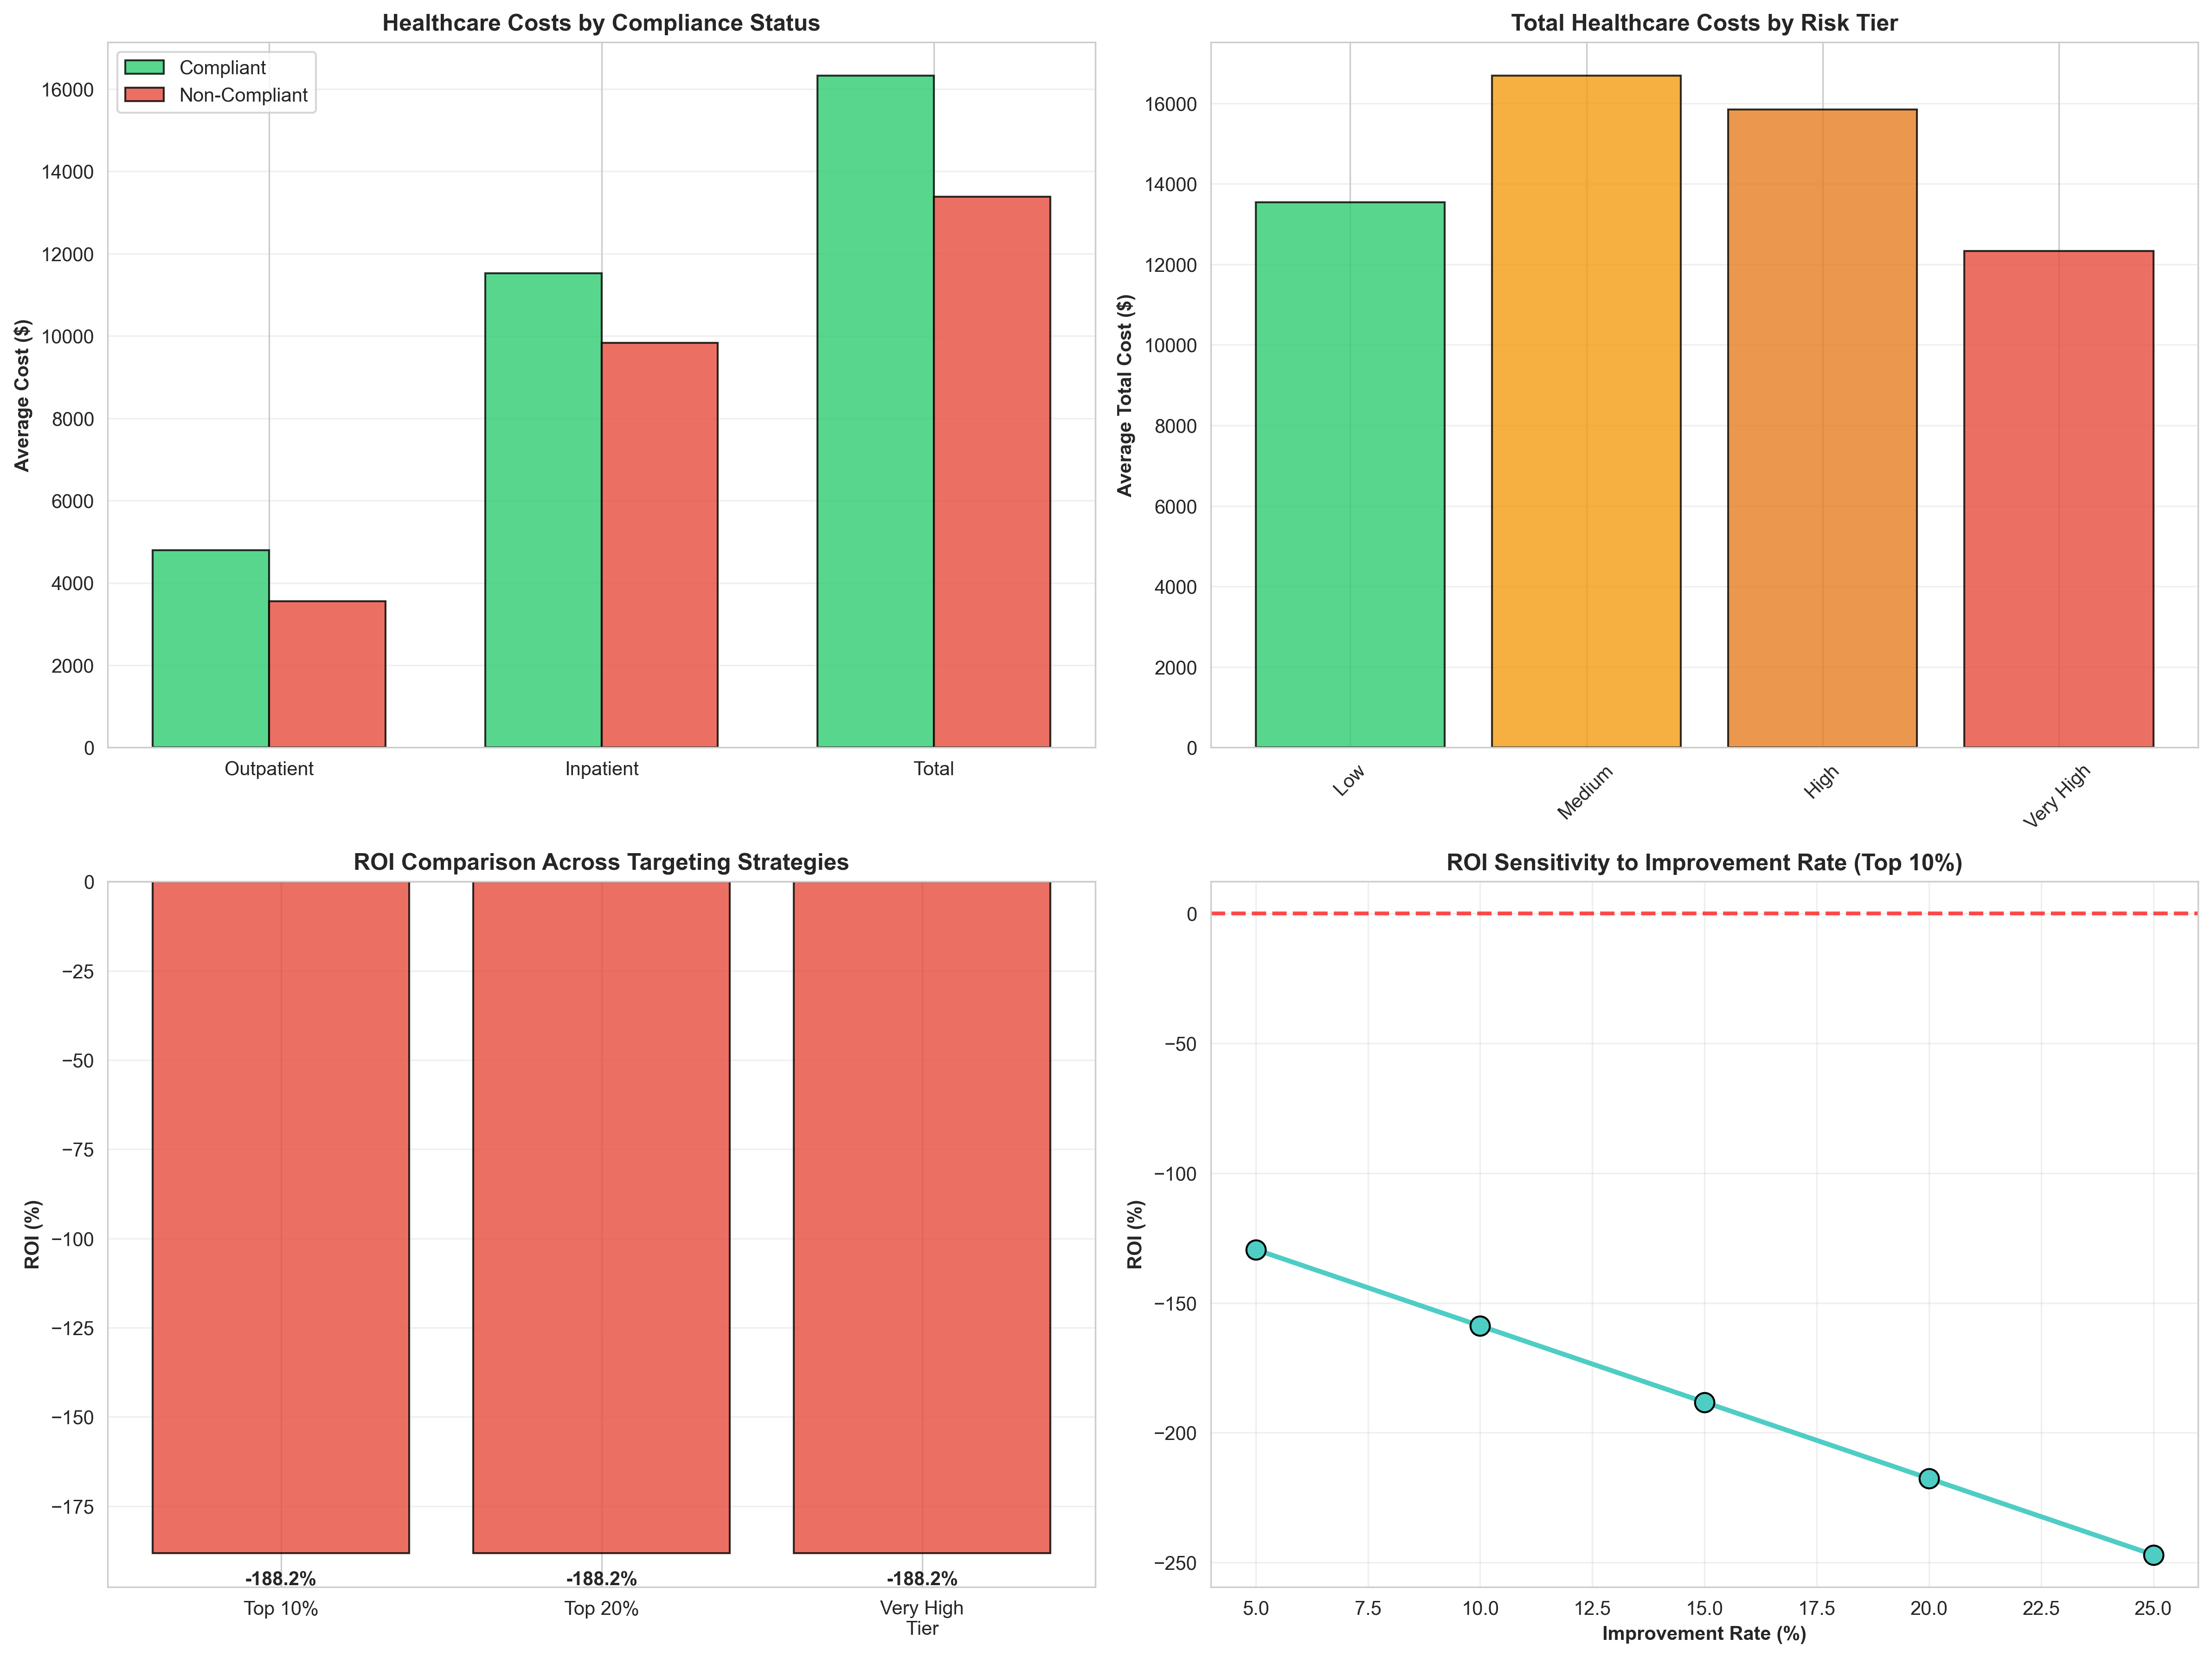 Healthcare Costs by Compliance Status
Compliant
Non-Compliant
Average Cost ($)
16000
14000
12000
10000
8000
6000
4000
2000
0
Outpatient
Inpatient
Total
Total Healthcare Costs by Risk Tier
Average Total Cost ($)
16000
14000
12000
10000
8000
6000
4000
2000
0
Low
Medium
High
Very High
ROI Comparison Across Targeting Strategies
ROI (%)
0
−25
−50
−75
−100
−125
−150
−175
-188.2%
-188.2%
-188.2%
Top 10%
Top 20%
Very High
Tier
ROI Sensitivity to Improvement Rate (Top 10%)
ROI (%)
0
−50
−100
−150
−200
−250
5.0
7.5
10.0
12.5
15.0
17.5
20.0
22.5
25.0
Improvement Rate (%)